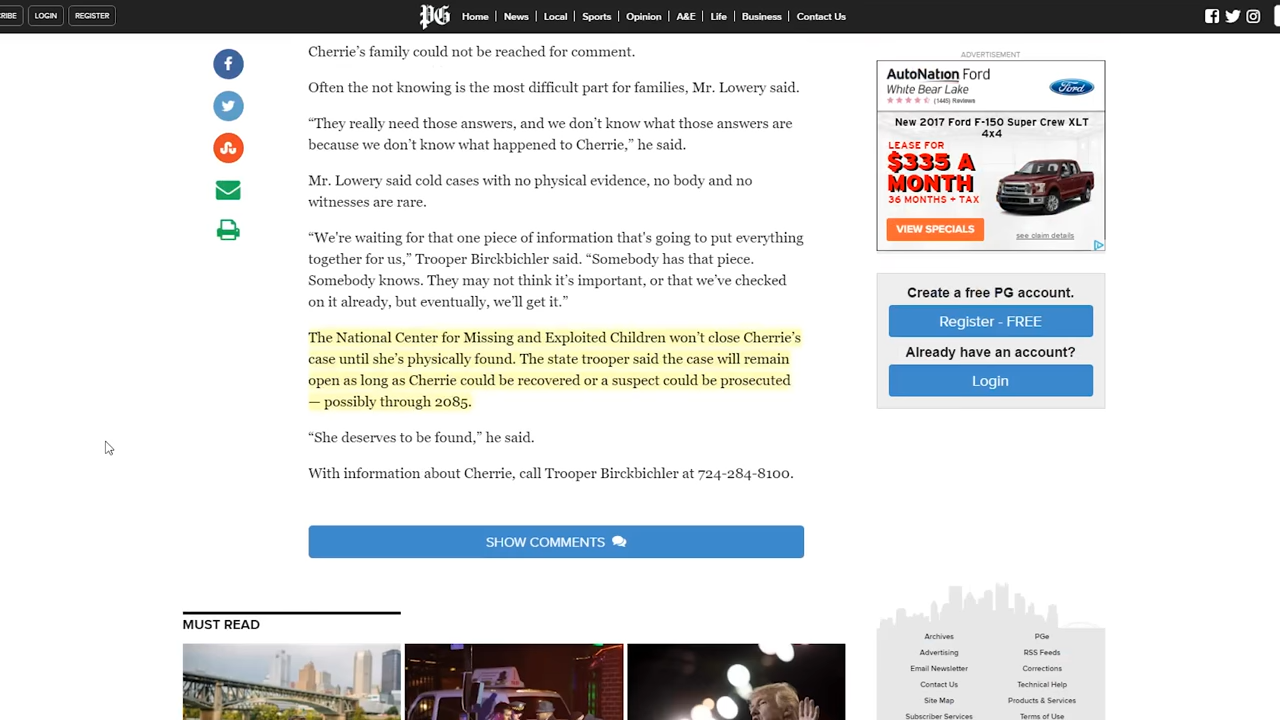 RIBE LOGIN REGISTER PG Home News Local Sports Opinion A&E Life Business Contact Us
Cherrie’s family could not be reached for comment.
Often the not knowing is the most difficult part for families, Mr. Lowery said.
“They really need those answers, and we don’t know what those answers are
because we don’t know what happened to Cherrie,” he said.
Mr. Lowery said cold cases with no physical evidence, no body and no
witnesses are rare.
“We're waiting for that one piece of information that's going to put everything
together for us,” Trooper Birckbichler said. “Somebody has that piece.
Somebody knows. They may not think it’s important, or that we’ve checked
on it already, but eventually, we’ll get it.”
The National Center for Missing and Exploited Children won’t close Cherrie’s
case until she’s physically found. The state trooper said the case will remain
open as long as Cherrie could be recovered or a suspect could be prosecuted
— possibly through 2085.
“She deserves to be found,” he said.
With information about Cherrie, call Trooper Birckbichler at 724-284-8100.
SHOW COMMENTS
MUST READ
ADVERTISEMENT
AutoNation Ford
White Bear Lake
(1445) Reviews
Ford
New 2017 Ford F-150 Super Crew XLT
4x4
LEASE FOR
$335 A
MONTH
36 MONTHS + TAX
VIEW SPECIALS
see claim details
Create a free PG account.
Register - FREE
Already have an account?
Login
Archives
PGe
Advertising
RSS Feeds
Email Newsletter
Corrections
Contact Us
Technical Help
Site Map
Products & Services
Subscriber Services
Terms of Use